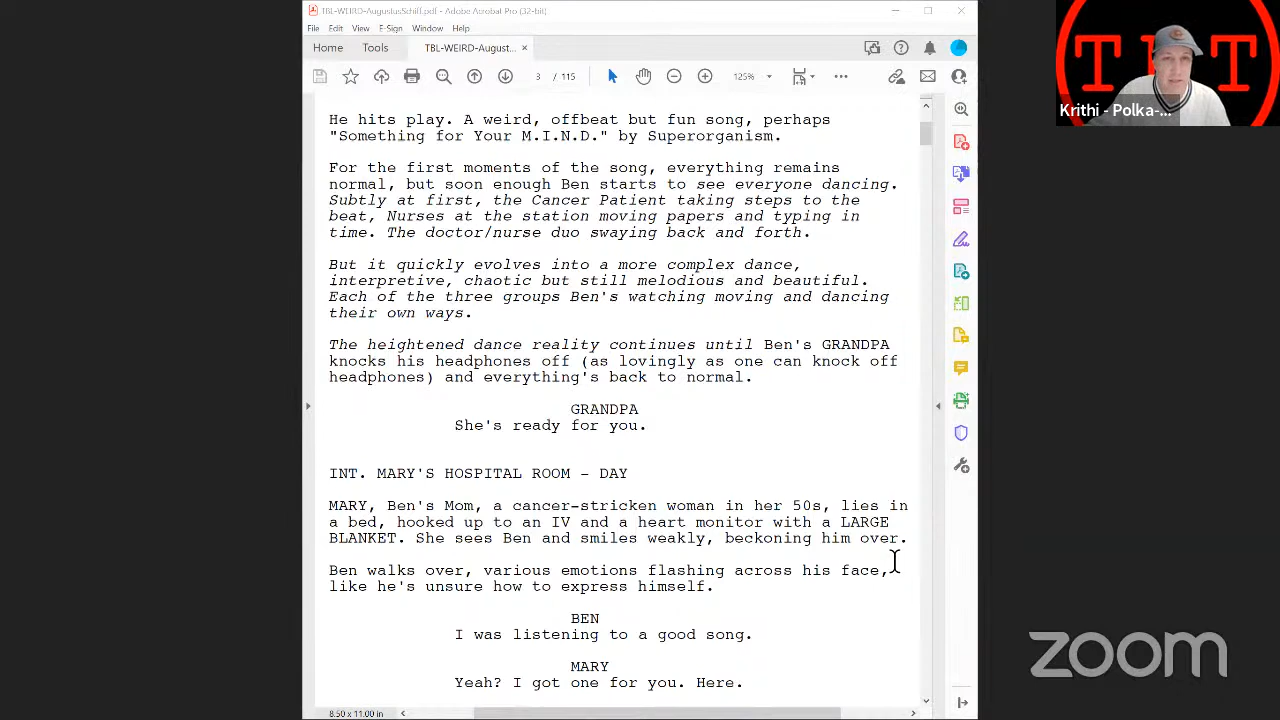 TBL-WEIRD-AugustusSchiff.pdf - Adobe Acrobat Pro (32-bit)
File Edit View E-Sign Window Help
Home Tools TBL-WEIRD-August...
3 / 115 125%
He hits play. A weird, offbeat but fun song, perhaps
"Something for Your M.I.N.D." by Superorganism.
For the first moments of the song, everything remains
normal, but soon enough Ben starts to see everyone dancing.
Subtly at first, the Cancer Patient taking steps to the
beat, Nurses at the station moving papers and typing in
time. The doctor/nurse duo swaying back and forth.
But it quickly evolves into a more complex dance,
interpretive, chaotic but still melodious and beautiful.
Each of the three groups Ben's watching moving and dancing
their own ways.
The heightened dance reality continues until Ben's GRANDPA
knocks his headphones off (as lovingly as one can knock off
headphones) and everything's back to normal.
GRANDPA
She's ready for you.
INT. MARY'S HOSPITAL ROOM - DAY
MARY, Ben's Mom, a cancer-stricken woman in her 50s, lies in
a bed, hooked up to an IV and a heart monitor with a LARGE
BLANKET. She sees Ben and smiles weakly, beckoning him over.
Ben walks over, various emotions flashing across his face,
like he's unsure how to express himself.
BEN
I was listening to a good song.
MARY
Yeah? I got one for you. Here.
8.50 x 11.00 in
Krithi - Polka-...
zoom